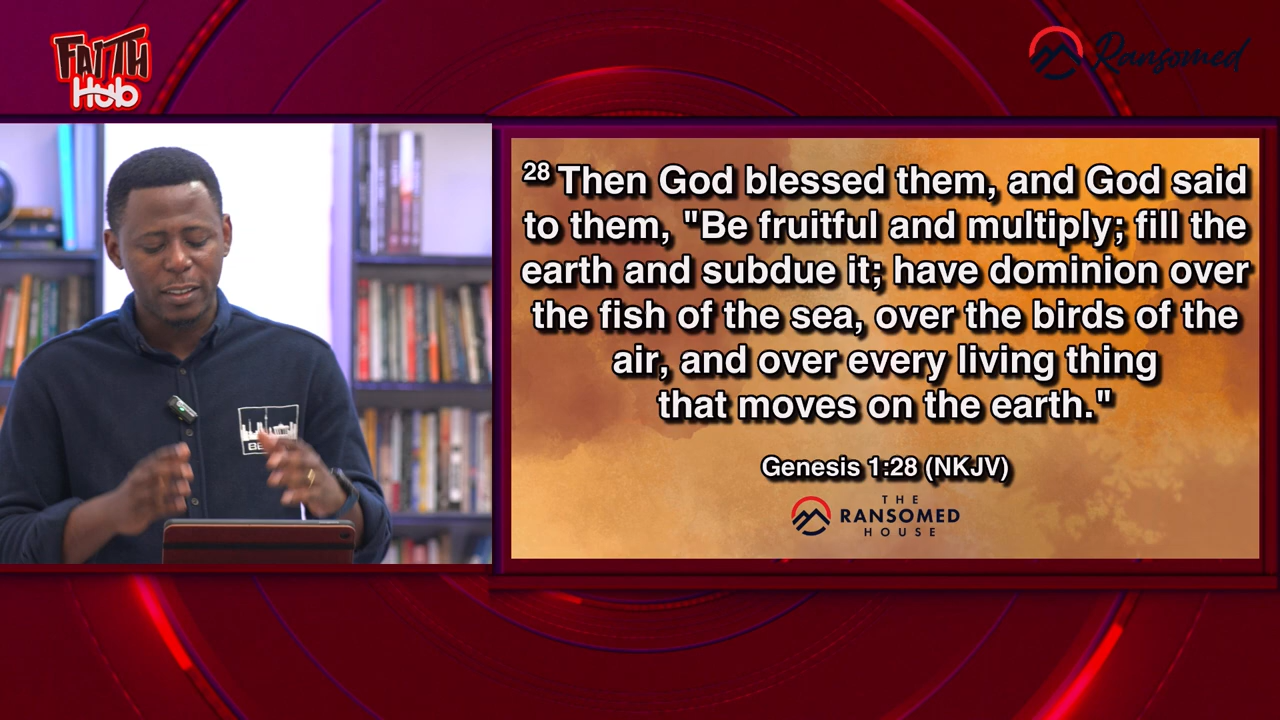 FAITH
Hub
Ransomed
28 Then God blessed them, and God said
to them, "Be fruitful and multiply; fill the
earth and subdue it; have dominion over
the fish of the sea, over the birds of the
air, and over every living thing
that moves on the earth."
Genesis 1:28 (NKJV)
THE
RANSOMED
HOUSE